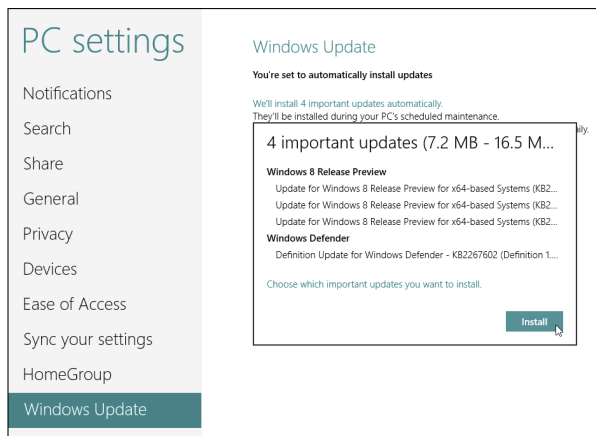 PC settings
Notifications
Search
Share
General
Privacy
Devices
Ease of Access
Sync your settings
HomeGroup
Windows Update
Windows Update
You're set to automatically install updates
We'll install 4 important updates automatically.
They'll be installed during your PC's scheduled maintenance.
aily.
4 important updates (7.2 MB - 16.5 M...
Windows 8 Release Preview
Update for Windows 8 Release Preview for x64-based Systems (KB2...
Update for Windows 8 Release Preview for x64-based Systems (KB2...
Update for Windows 8 Release Preview for x64-based Systems (KB2...
Windows Defender
Definition Update for Windows Defender - KB2267602 (Definition 1....
Choose which important updates you want to install.
Install